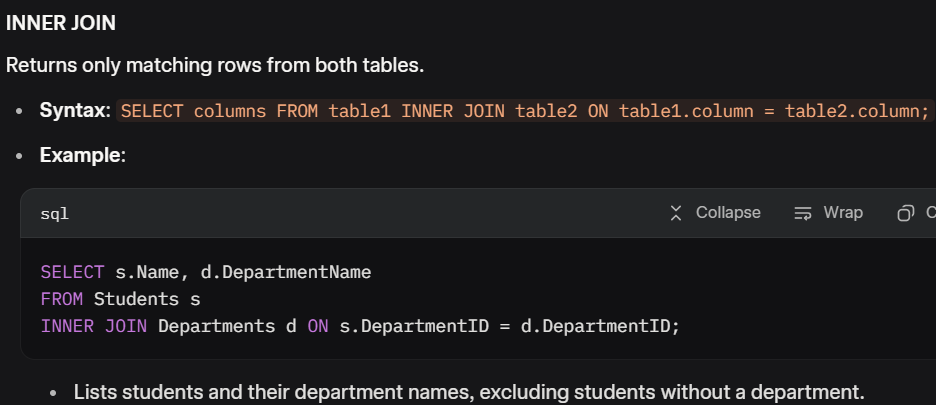 INNER JOIN
Returns only matching rows from both tables.
• Syntax: SELECT columns FROM table1 INNER JOIN table2 ON table1.column = table2.column;
• Example:
sql Collapse Wrap C
SELECT s.Name, d.DepartmentName
FROM Students s
INNER JOIN Departments d ON s.DepartmentID = d.DepartmentID;
• Lists students and their department names, excluding students without a department.